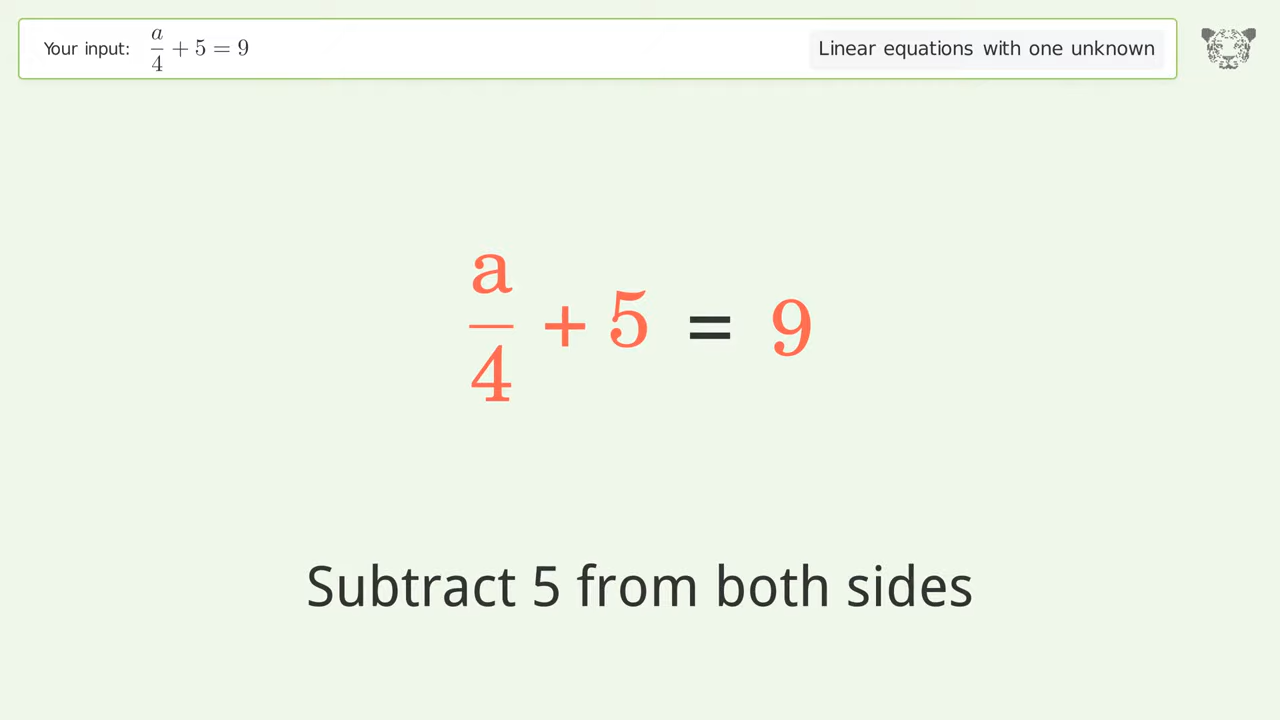 Your input: a/4 + 5 = 9
Linear equations with one unknown
a/4 + 5 = 9
Subtract 5 from both sides